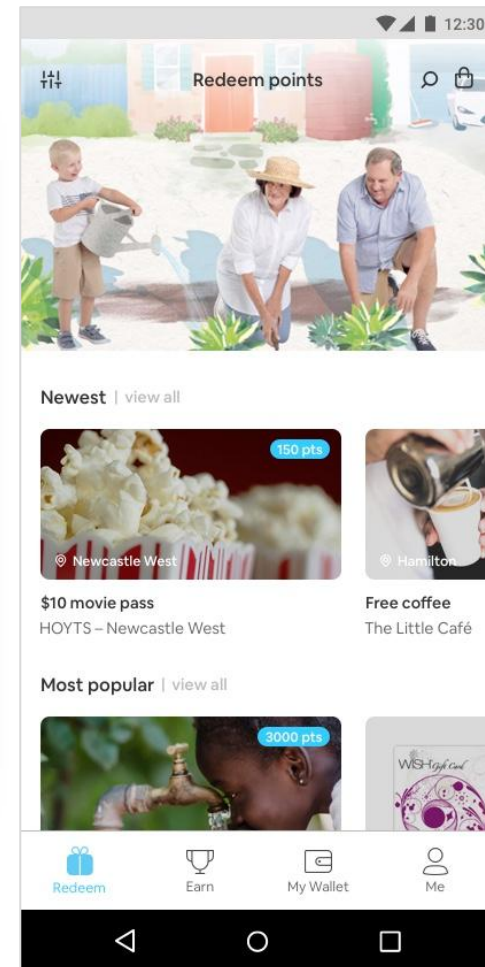 12:30
Redeem points
Newest | view all
150 pts
Newcastle West
Hamilton
$10 movie pass
Free coffee
HOYTS – Newcastle West
The Little Café
Most popular | view all
3000 pts
WISH Gift Card
Redeem
Earn
My Wallet
Me